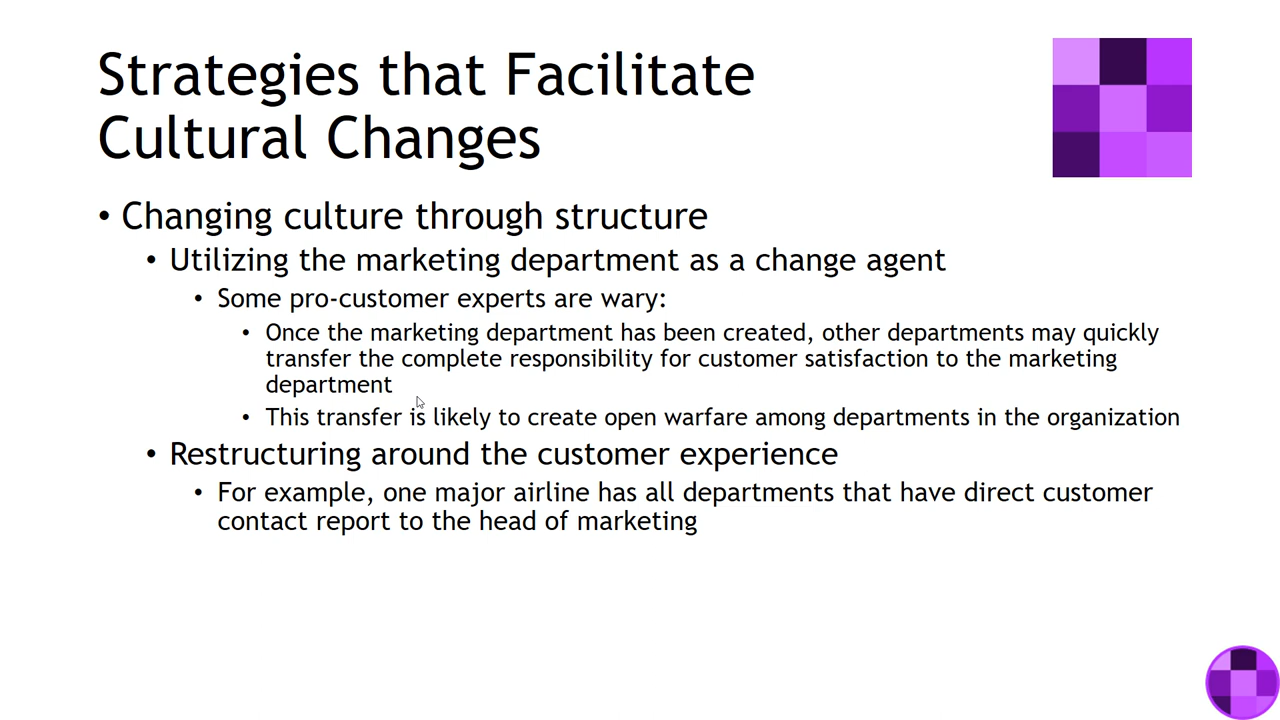 Strategies that Facilitate
Cultural Changes
• Changing culture through structure
• Utilizing the marketing department as a change agent
• Some pro-customer experts are wary:
• Once the marketing department has been created, other departments may quickly
transfer the complete responsibility for customer satisfaction to the marketing
department
• This transfer is likely to create open warfare among departments in the organization
• Restructuring around the customer experience
• For example, one major airline has all departments that have direct customer
contact report to the head of marketing